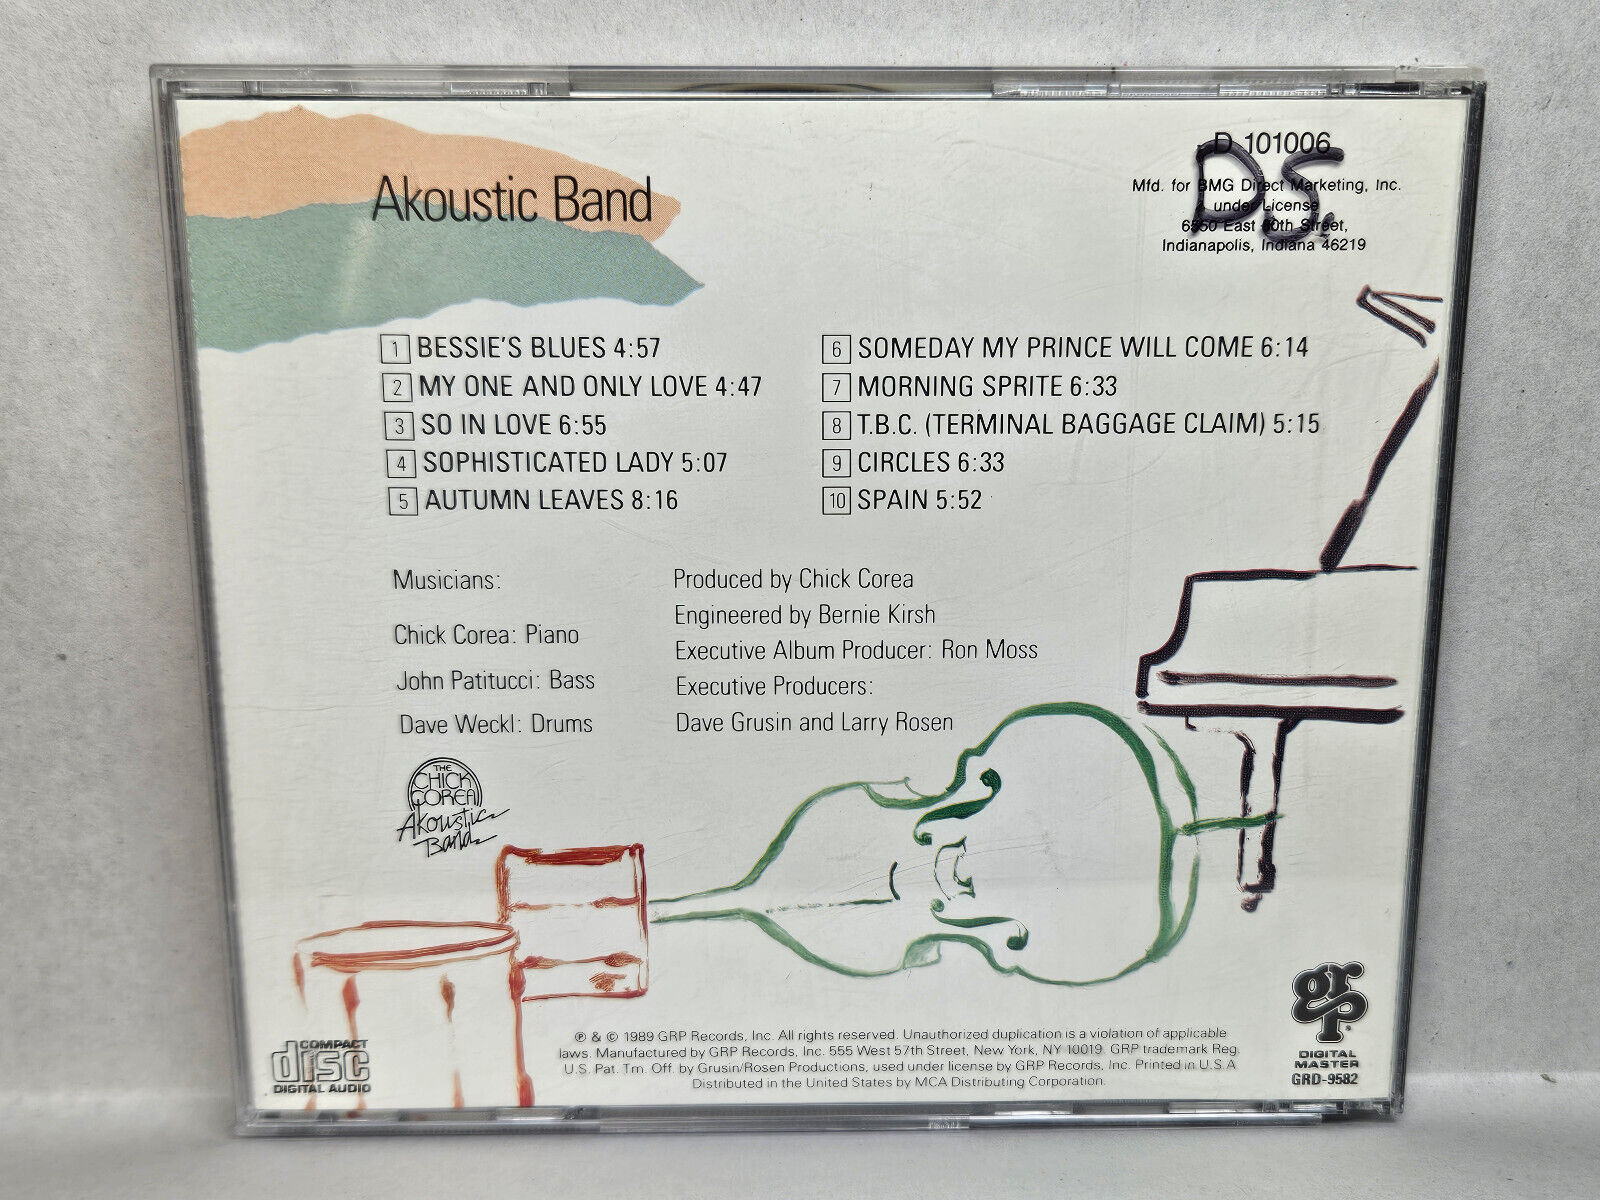 Akoustic Band
D 101006
Mfd. for BMG Direct Marketing, Inc.
under License
6550 East 30th Street,
Indianapolis, Indiana 46219
D.S.
1 BESSIE'S BLUES 4:57
2 MY ONE AND ONLY LOVE 4:47
3 SO IN LOVE 6:55
4 SOPHISTICATED LADY 5:07
5 AUTUMN LEAVES 8:16
6 SOMEDAY MY PRINCE WILL COME 6:14
7 MORNING SPRITE 6:33
8 T.B.C. (TERMINAL BAGGAGE CLAIM) 5:15
9 CIRCLES 6:33
10 SPAIN 5:52
Musicians:
Chick Corea: Piano
John Patitucci: Bass
Dave Weckl: Drums
Produced by Chick Corea
Engineered by Bernie Kirsh
Executive Album Producer: Ron Moss
Executive Producers:
Dave Grusin and Larry Rosen
THE
CHICK
COREA
Akoustic
Band
℗ & © 1989 GRP Records, Inc. All rights reserved. Unauthorized duplication is a violation of applicable
laws. Manufactured by GRP Records, Inc. 555 West 57th Street, New York, NY 10019. GRP trademark Reg.
U.S. Pat. Tm. Off. by Grusin/Rosen Productions, used under license by GRP Records, Inc. Printed in U.S.A
Distributed in the United States by MCA Distributing Corporation.
COMPACT
disc
DIGITAL AUDIO
grp®
DIGITAL
MASTER
GRD-9582